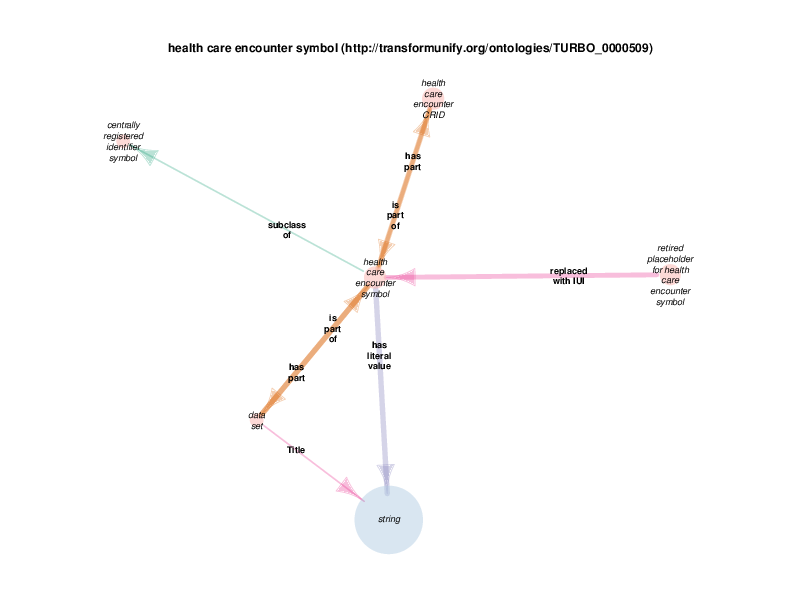 health care encounter symbol (http://transformunify.org/ontologies/TURBO_0000509)
health
care
encounter
CRID
centrally
registered
identifier
symbol
has
part
is
part
of
subclass
of
retired
placeholder
for health
care
encounter
symbol
replaced
with IUI
health
care
encounter
symbol
is
part
of
has
literal
value
has
part
data
set
Title
string